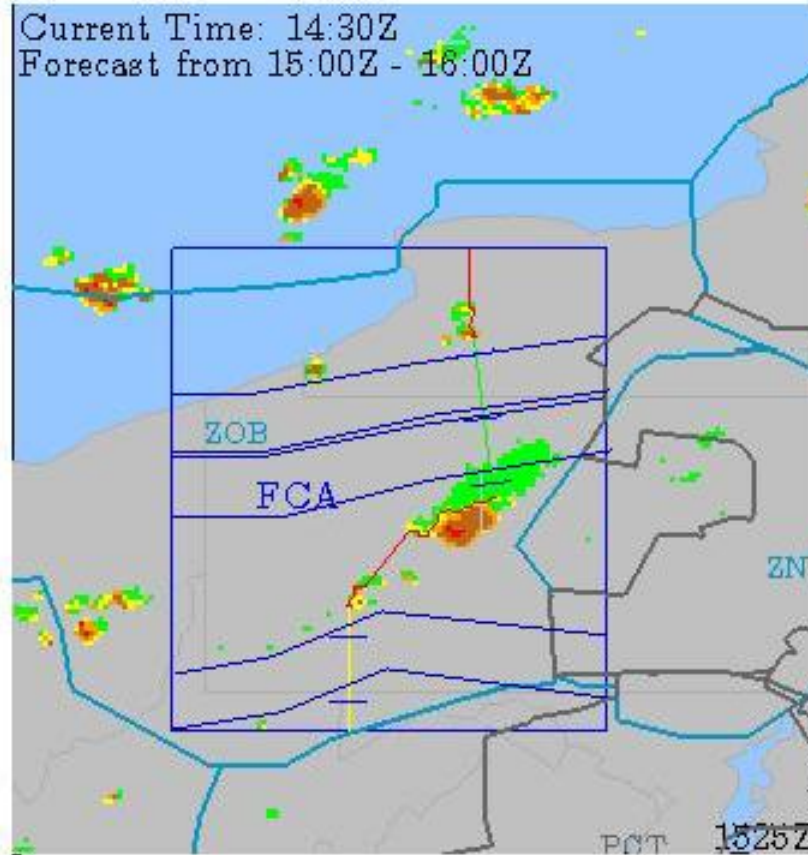 Current Time: 14:30Z
Forecast from 15:00Z - 16:00Z
ZOB
FCA
ZN
PCT
1525Z